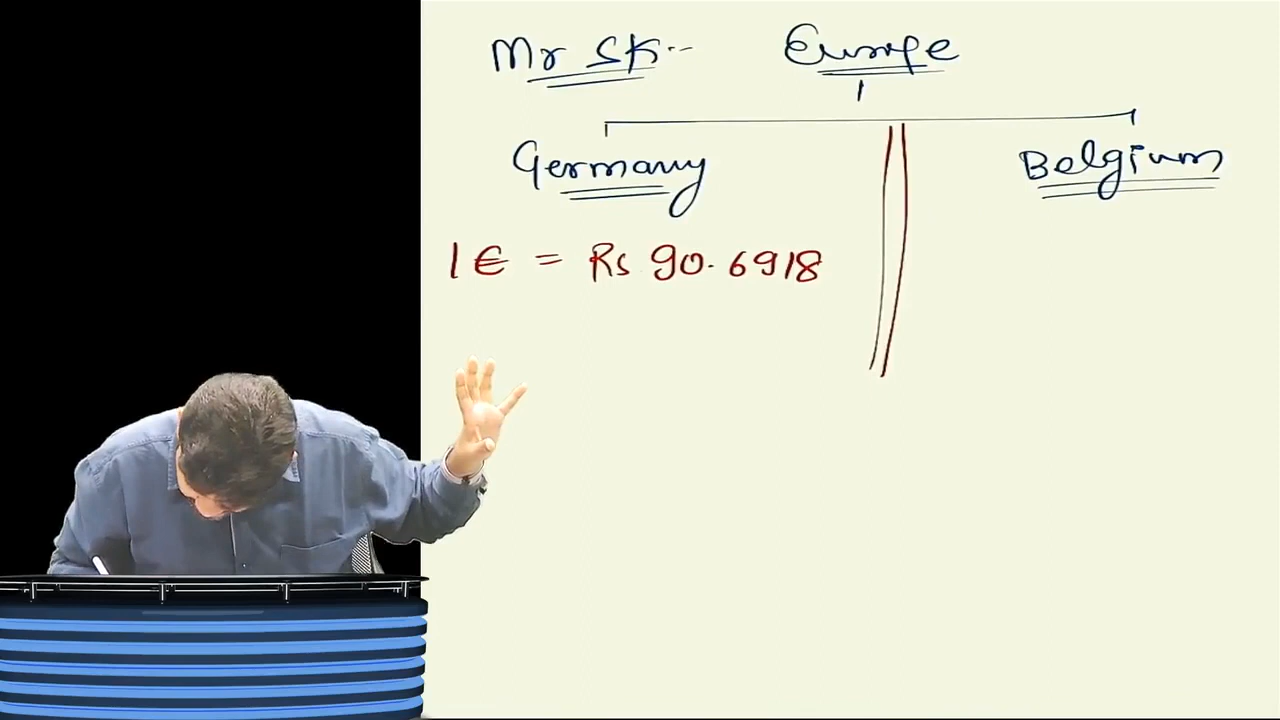 Mr SK-- Europe
Germany Belgium
1€ = Rs 90.6918